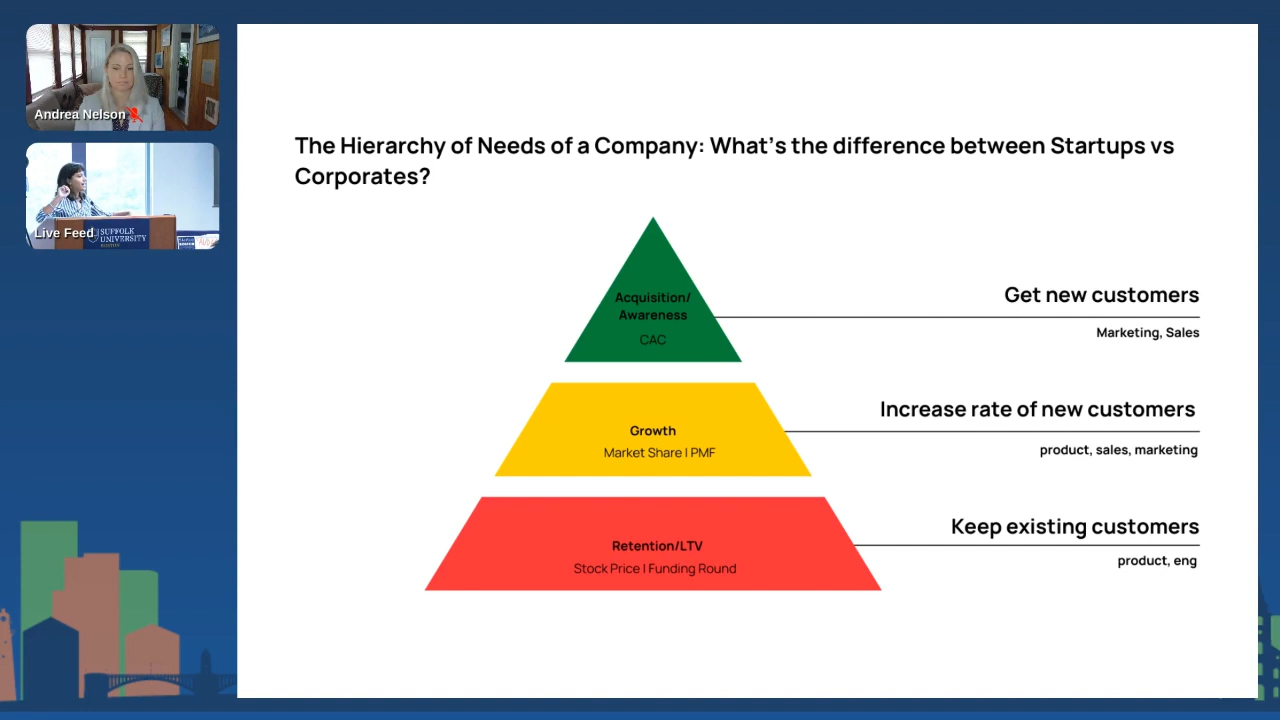 Andrea Nelson
Live Feed
SUFFOLK
UNIVERSITY
BOSTON
The Hierarchy of Needs of a Company: What's the difference between Startups vs
Corporates?
Acquisition/
Awareness
CAC
Get new customers
Marketing, Sales
Growth
Market Share | PMF
Increase rate of new customers
product, sales, marketing
Retention/LTV
Stock Price | Funding Round
Keep existing customers
product, eng